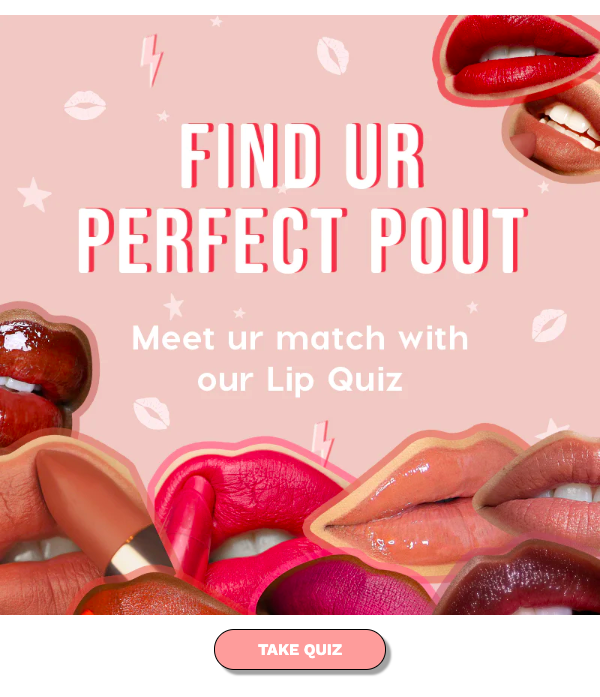 FIND UR
PERFECT POUT
Meet ur match with
our Lip Quiz
TAKE QUIZ